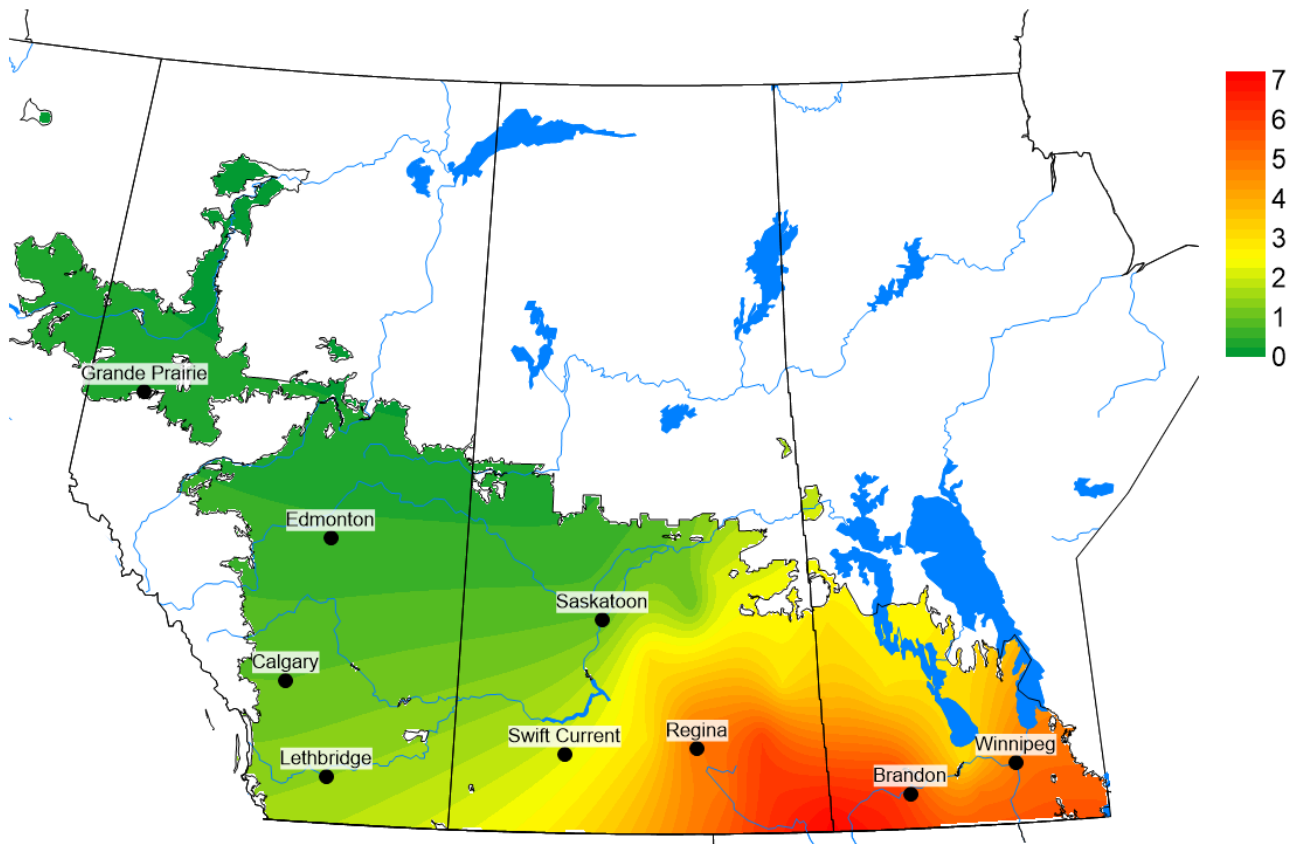 7
6
5
4
3
2
1
0
Grande Prairie
Edmonton
Saskatoon
Calgary
Swift Current
Regina
Winnipeg
Lethbridge
Brandon